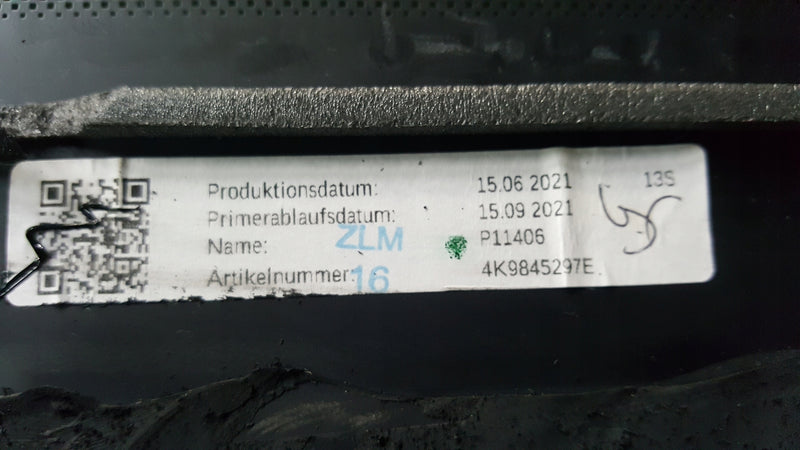 Produktionsdatum: 15.06 2021 13S
Primerablaufsdatum: 15.09 2021
Name: ZLM P11406
Artikelnummer: 16 4K9845297E